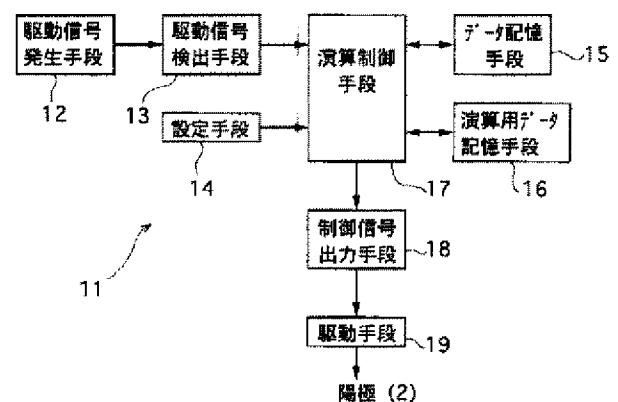 駆動信号
発生手段
12
駆動信号
検出手段
13
設定手段
14
演算制御
手段
17
データ記憶
手段
15
演算用データ
記憶手段
16
制御信号
出力手段
18
駆動手段
19
陽極 (2)
11